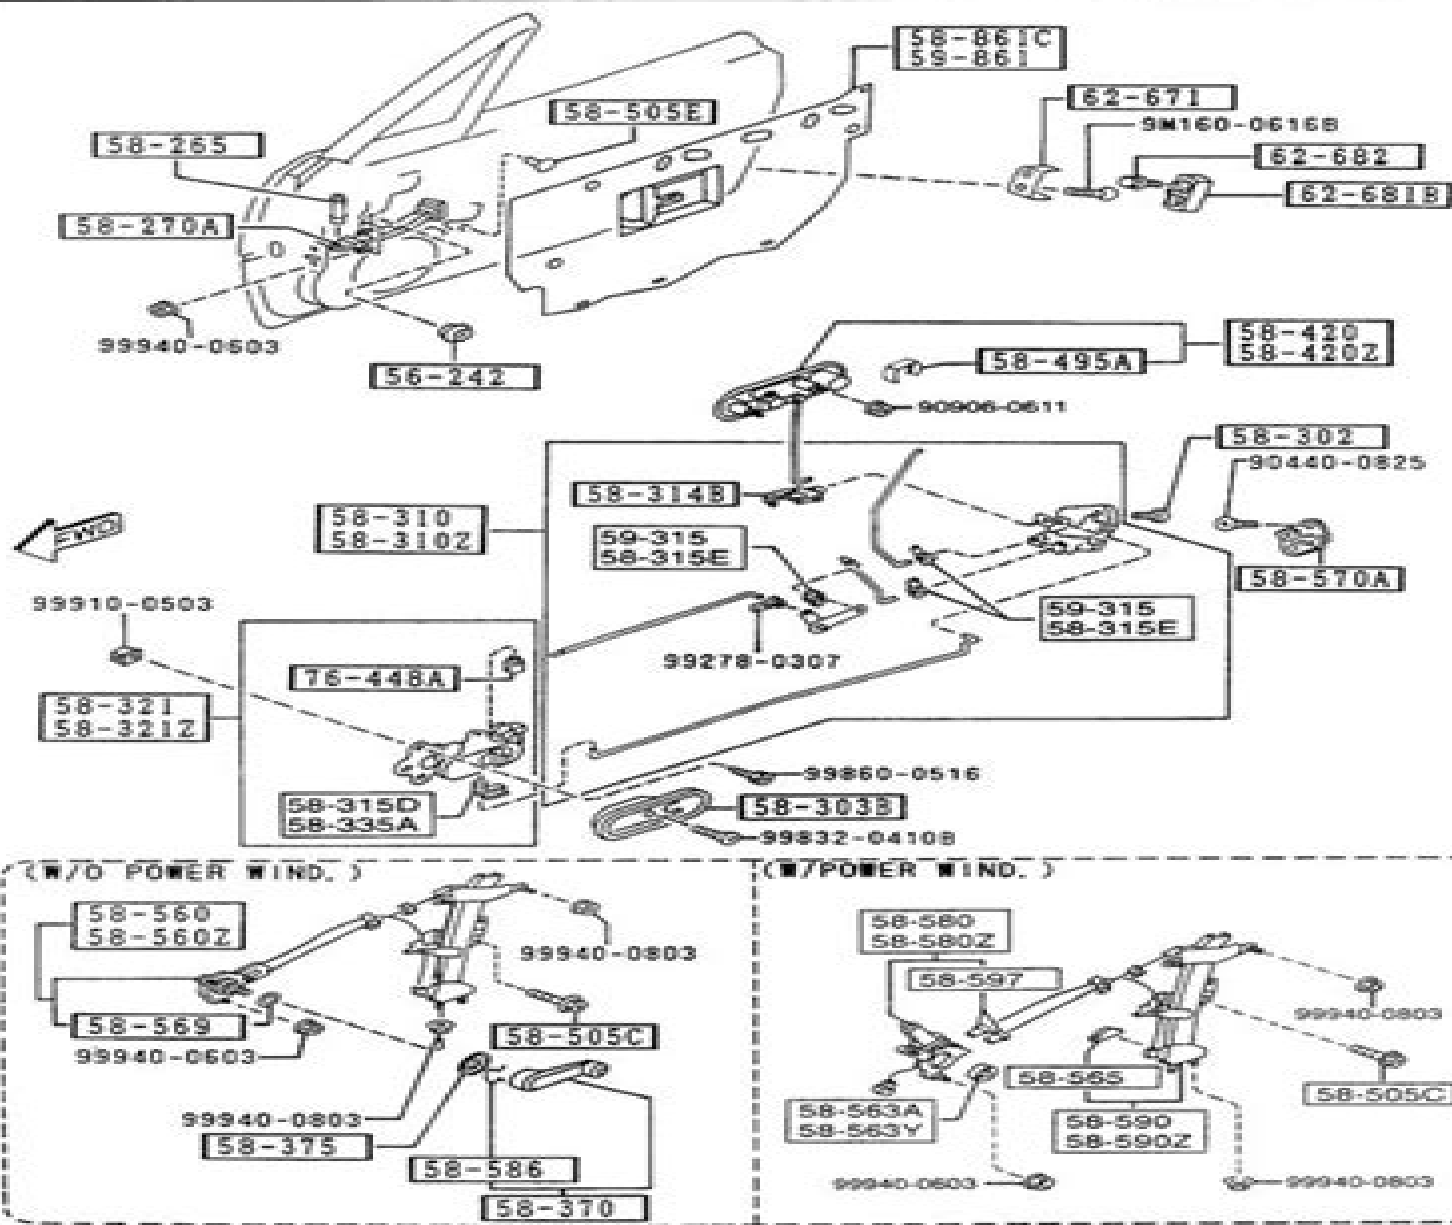 58-861C
59-861
62-671
58-505E
9M160-0616B
58-265
62-682
62-681B
58-270A
99940-0603
56-242
58-420
58-420Z
58-495A
90906-0611
58-302
90440-0825
58-314B
58-310
58-310Z
FWD
59-315
58-315E
58-570A
99910-0503
59-315
58-315E
99278-0307
76-448A
58-321
58-321Z
99860-0516
58-315D
58-335A
58-303B
99832-0410B
(W/O POWER WIND.)
58-560
58-560Z
99940-0803
58-569
58-505C
99940-0603
99940-0803
58-375
58-586
58-370
(W/POWER WIND.)
58-580
58-580Z
58-597
99940-0803
58-565
58-505C
58-563A
58-563Y
58-590
58-590Z
99940-0603
99940-0803